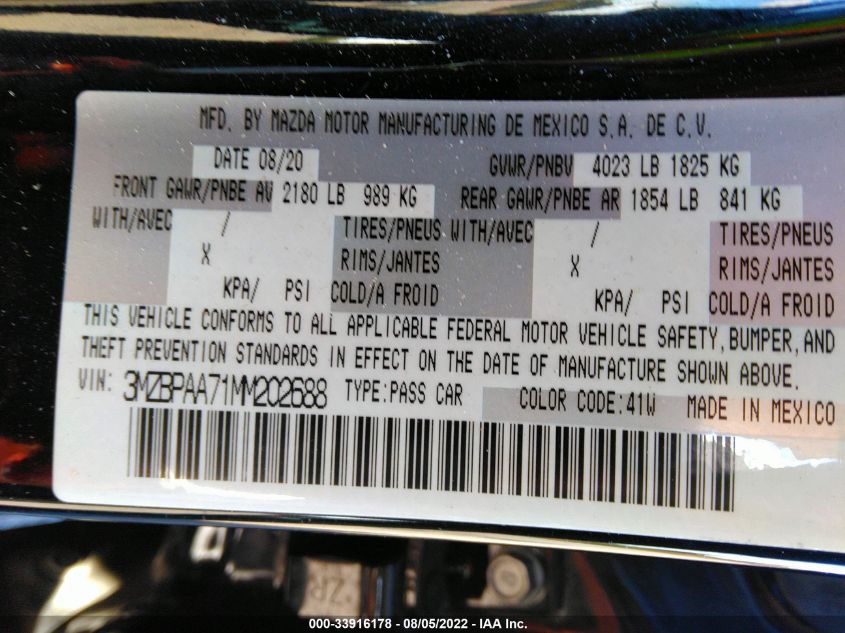 MFD. BY MAZDA MOTOR MANUFACTURING DE MEXICO S.A. DE C.V.
DATE 08/20 GVWR/PNBV 4023 LB 1825 KG
FRONT GAWR/PNBE AV 2180 LB 989 KG REAR GAWR/PNBE AR 1854 LB 841 KG
WITH/AVEC / TIRES/PNEUS WITH/AVEC / TIRES/PNEUS
X RIMS/JANTES X RIMS/JANTES
KPA/ PSI COLD/A FROID KPA/ PSI COLD/A FROID
THIS VEHICLE CONFORMS TO ALL APPLICABLE FEDERAL MOTOR VEHICLE SAFETY, BUMPER, AND
THEFT PREVENTION STANDARDS IN EFFECT ON THE DATE OF MANUFACTURE SHOWN ABOVE.
VIN: 3MZBPAA71MM202688 TYPE:PASS CAR COLOR CODE:41W MADE IN MEXICO
000-33916178 - 08/05/2022 - IAA Inc.